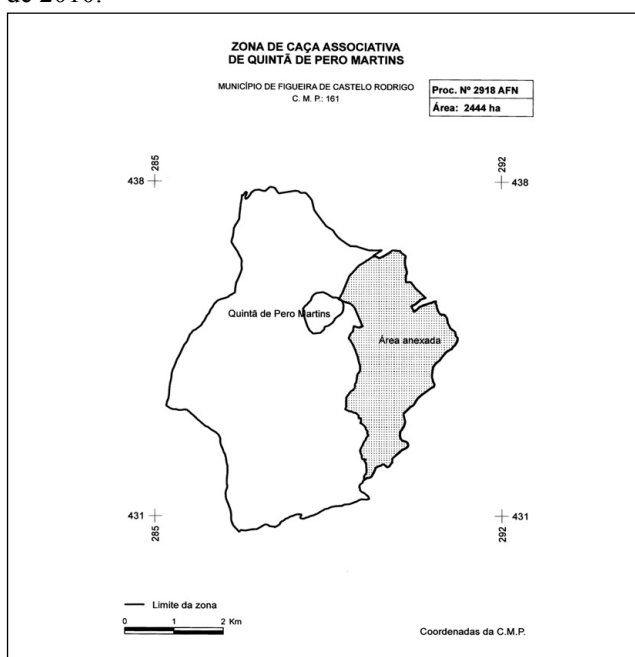 de 2010.
ZONA DE CAÇA ASSOCIATIVA
DE QUINTÃ DE PERO MARTINS
MUNICÍPIO DE FIGUEIRA DE CASTELO RODRIGO
C. M. P.: 161
Proc. Nº 2918 AFN
Área: 2444 ha
285
292
438
438
Quintã de Pero Martins
Área anexada
431
431
285
292
Limite da zona
0 1 2 Km
Coordenadas da C.M.P.